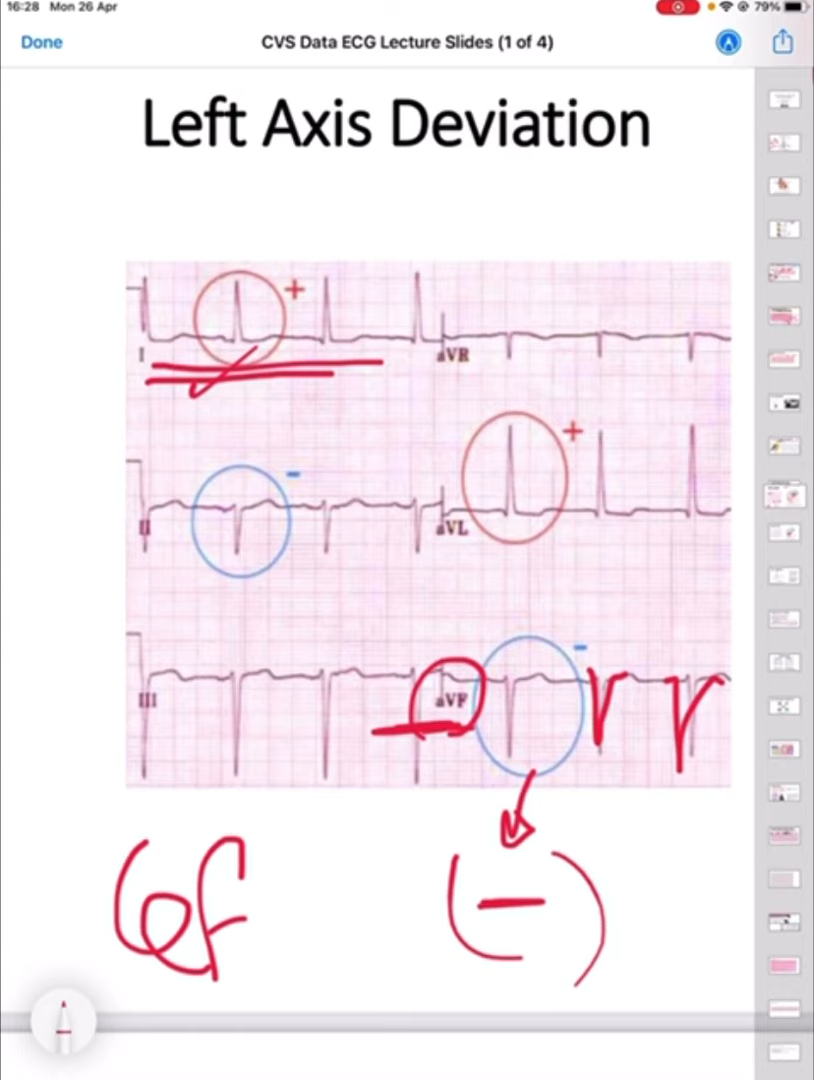 16:28 Mon 26 Apr
79%
Done
CVS Data ECG Lecture Slides (1 of 4)
Left Axis Deviation
+
I
aVR
+
-
II
aVL
-
III
aVF
(-)